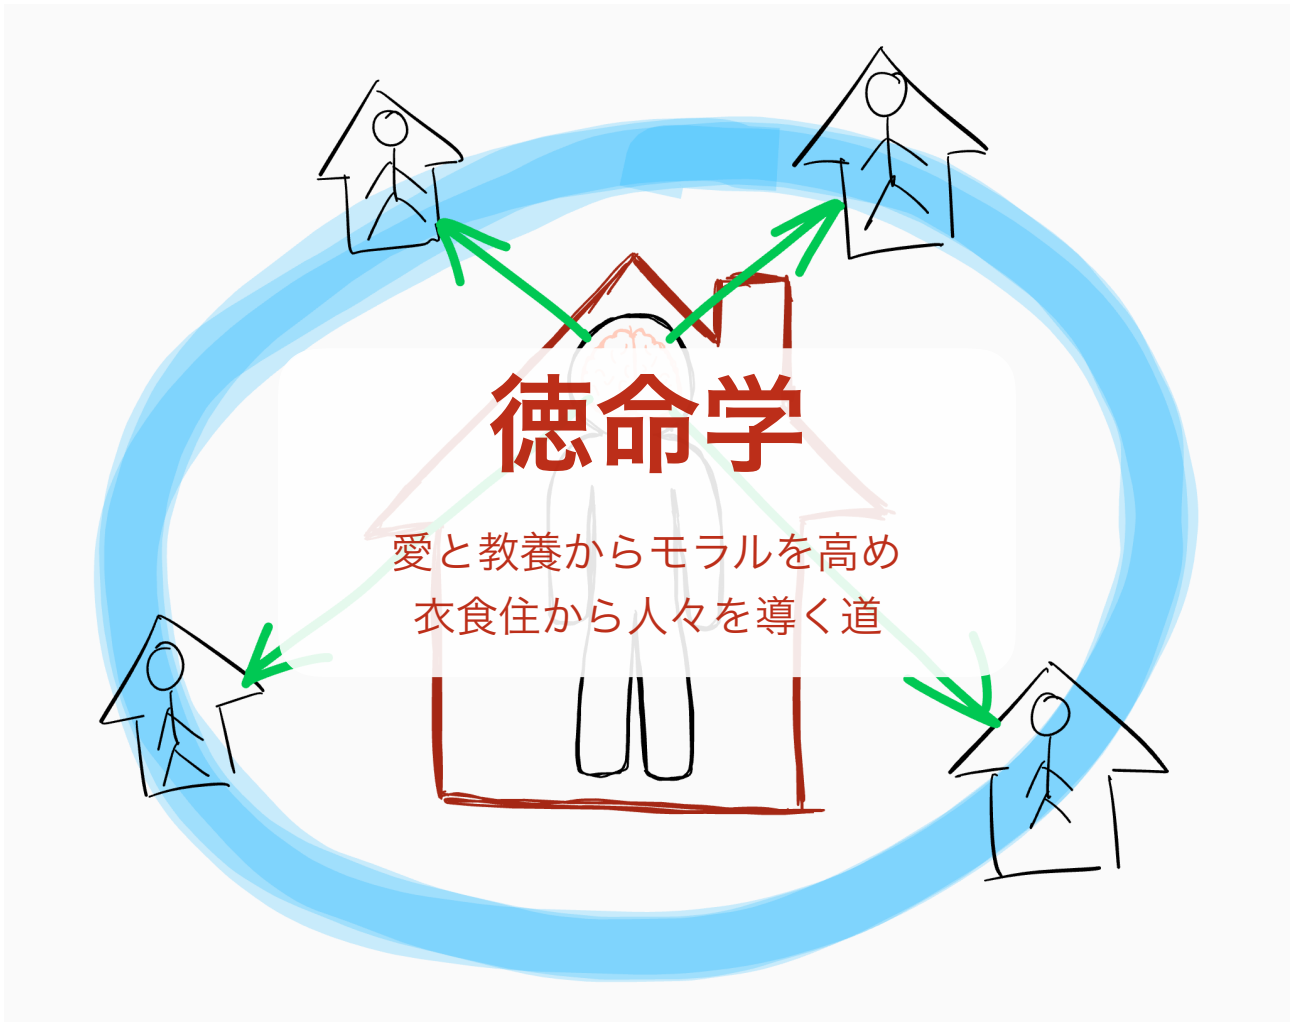 徳命学
愛と教養からモラルを高め
衣食住から人々を導く道